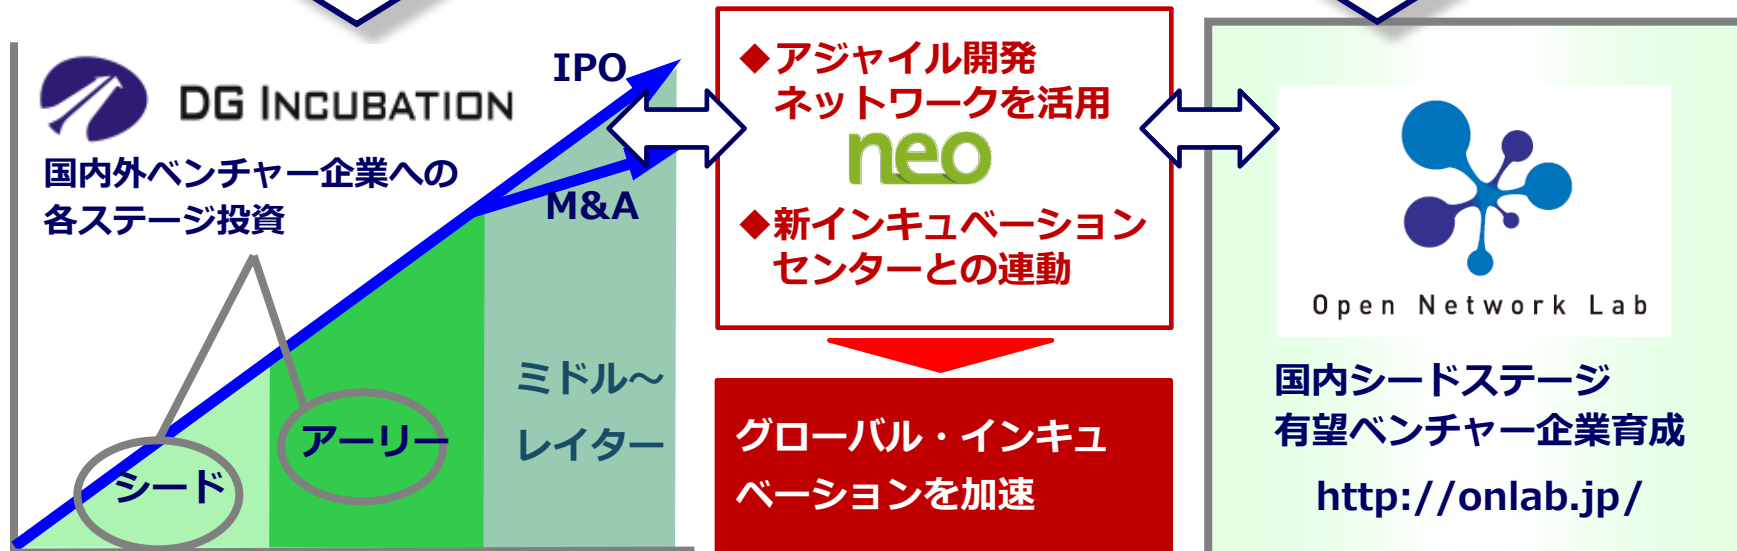 DG INCUBATION
国内外ベンチャー企業への
各ステージ投資
IPO
M&A
シード
アーリー
ミドル～
レイター
◆アジャイル開発
ネットワークを活用
neo
◆新インキュベーション
センターとの連動
グローバル・インキュ
ベーションを加速
Open Network Lab
国内シードステージ
有望ベンチャー企業育成
http://onlab.jp/